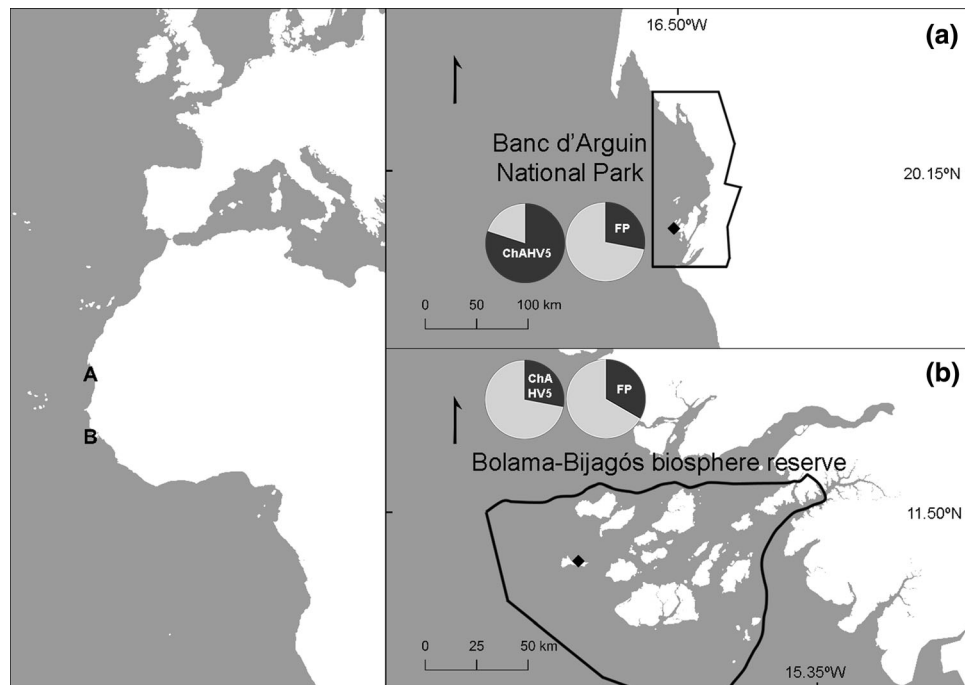 A
B
16.50ºW
(a)
Banc d’Arguin
National Park
20.15ºN
ChAHV5
FP
0 50 100 km
(b)
ChA
HV5
FP
Bolama-Bijagós biosphere reserve
11.50ºN
0 25 50 km
15.35ºW